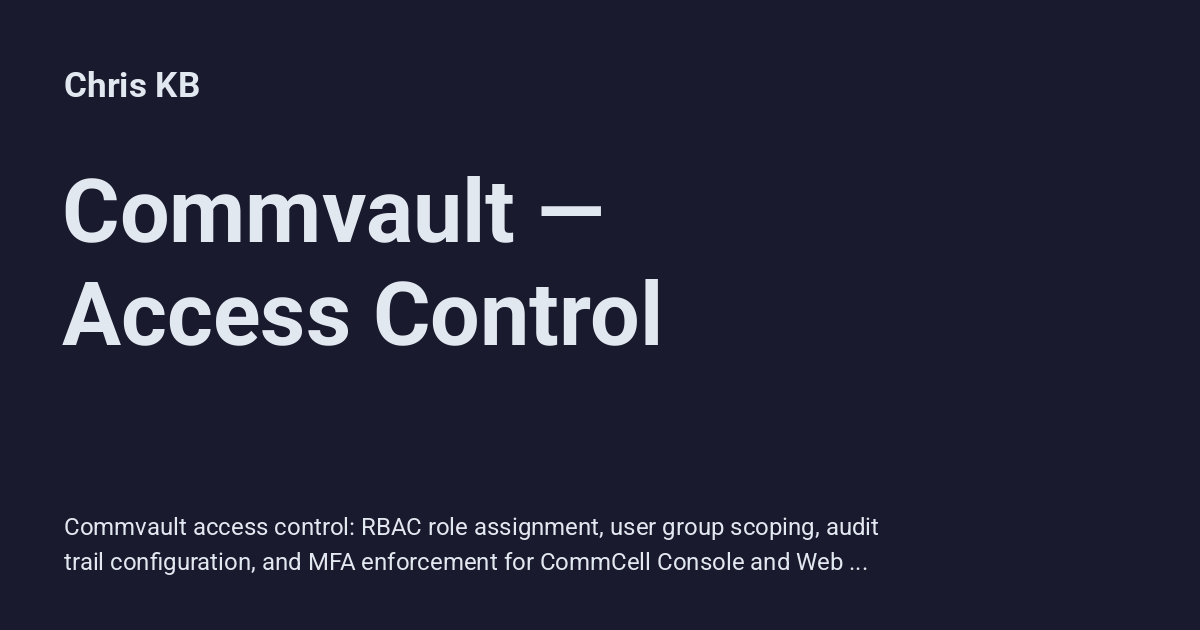 Chris KB
Commvault —
Access Control
Commvault access control: RBAC role assignment, user group scoping, audit
trail configuration, and MFA enforcement for CommCell Console and Web ...